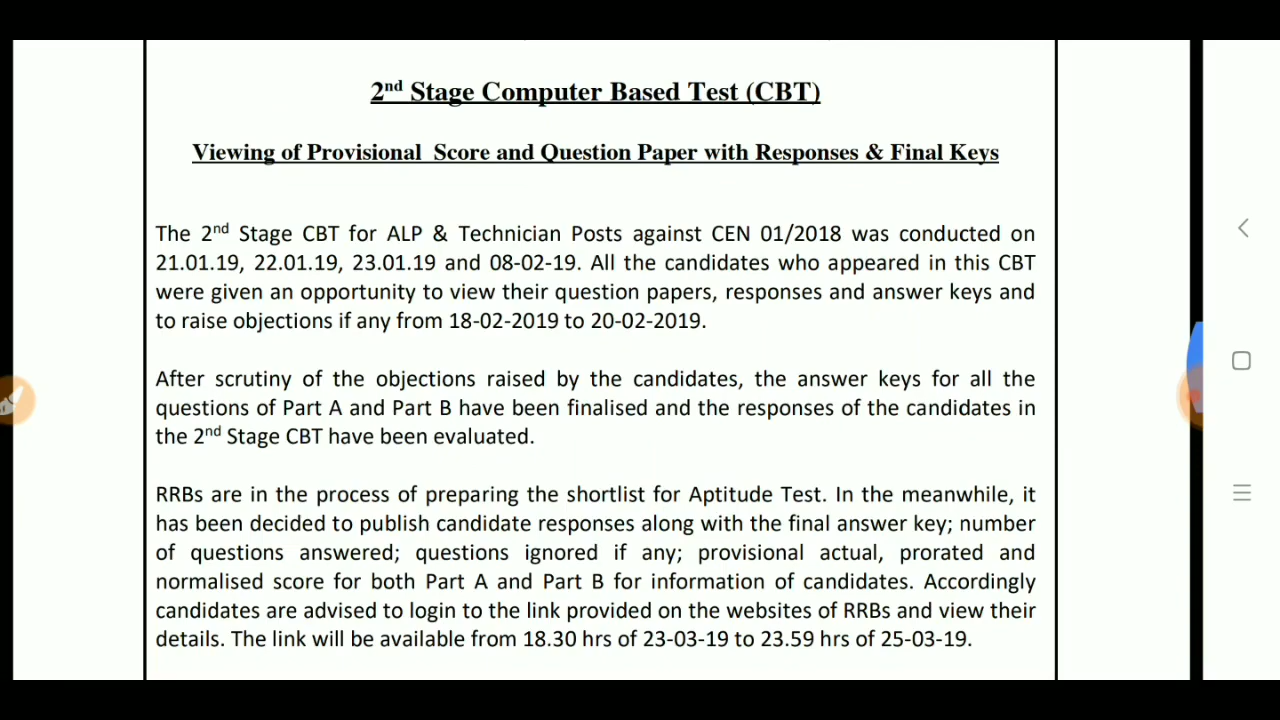 2nd Stage Computer Based Test (CBT)
Viewing of Provisional Score and Question Paper with Responses & Final Keys
The 2nd Stage CBT for ALP & Technician Posts against CEN 01/2018 was conducted on
21.01.19, 22.01.19, 23.01.19 and 08-02-19. All the candidates who appeared in this CBT
were given an opportunity to view their question papers, responses and answer keys and
to raise objections if any from 18-02-2019 to 20-02-2019.
After scrutiny of the objections raised by the candidates, the answer keys for all the
questions of Part A and Part B have been finalised and the responses of the candidates in
the 2nd Stage CBT have been evaluated.
RRBs are in the process of preparing the shortlist for Aptitude Test. In the meanwhile, it
has been decided to publish candidate responses along with the final answer key; number
of questions answered; questions ignored if any; provisional actual, prorated and
normalised score for both Part A and Part B for information of candidates. Accordingly
candidates are advised to login to the link provided on the websites of RRBs and view their
details. The link will be available from 18.30 hrs of 23-03-19 to 23.59 hrs of 25-03-19.